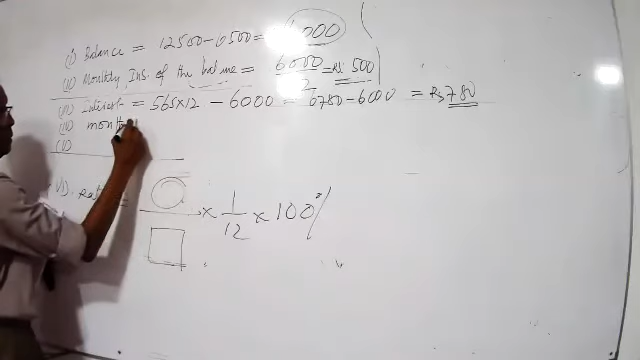 (i) Balance = 12500 - 6500 = 6000
(ii) Monthly Ins. of the balance = 6000/12 = Rs 500
(iii) Interest = 565 x 12 - 6000 = 6780 - 6000 = Rs 780
(iv) month
(v)
(vi). rate = x 1/12 x 100%